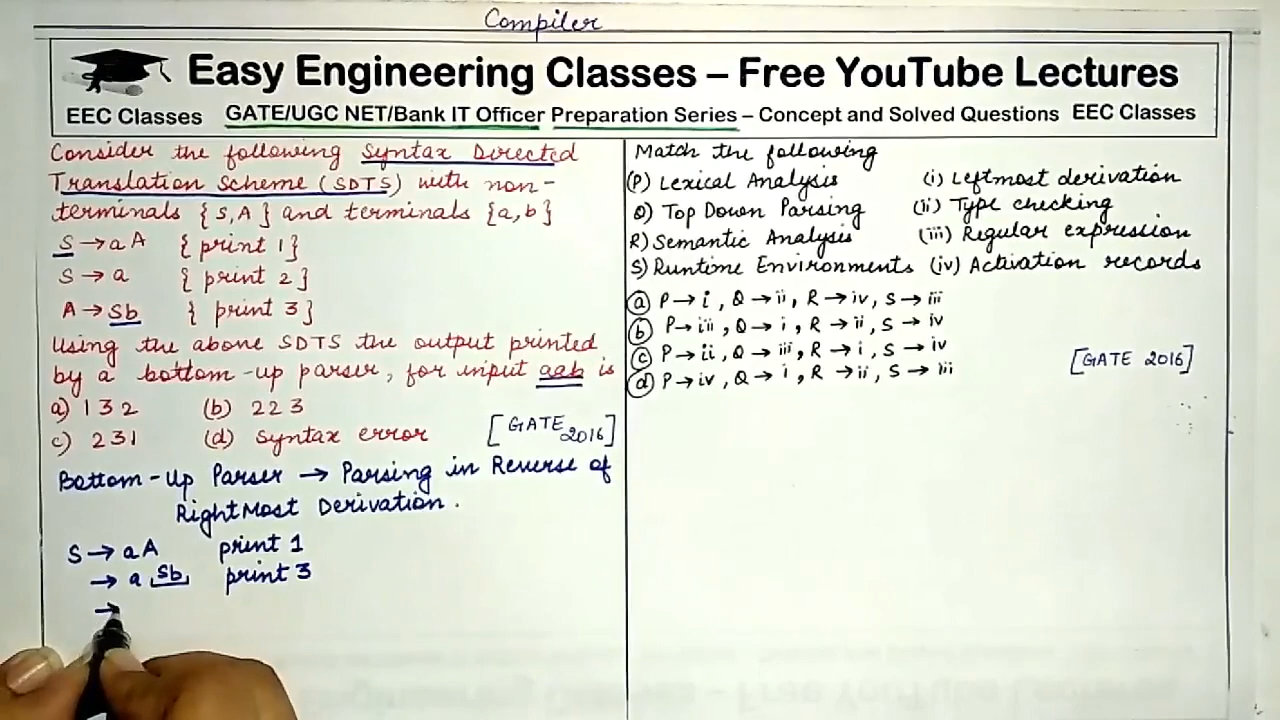 Compiler
Easy Engineering Classes – Free YouTube Lectures
EEC Classes GATE/UGC NET/Bank IT Officer Preparation Series – Concept and Solved Questions EEC Classes
Consider the following Syntax Directed
Translation Scheme (SDTS) with non-
terminals {S,A} and terminals {a,b}
S → aA {print 1}
S → a {print 2}
A → Sb {print 3}
Using the above SDTS the output printed
by a bottom-up parser, for input aab is
a) 1 3 2 (b) 2 2 3
c) 2 3 1 (d) Syntax error [GATE 2016]
Bottom-Up Parser → Parsing in Reverse of
RightMost Derivation.
S → aA print 1
→ a Sb print 3
→
Match the following
(P) Lexical Analysis (i) Leftmost derivation
Q) Top Down Parsing (ii) Type checking
R) Semantic Analysis (iii) Regular expression
S) Runtime Environments (iv) Activation records
(a) P → i, Q → ii, R → iv, S → iii
(b) P → iii, Q → i, R → ii, S → iv
(c) P → ii, Q → iii, R → i, S → iv
(d) P → iv, Q → i, R → ii, S → iii
[GATE 2016]